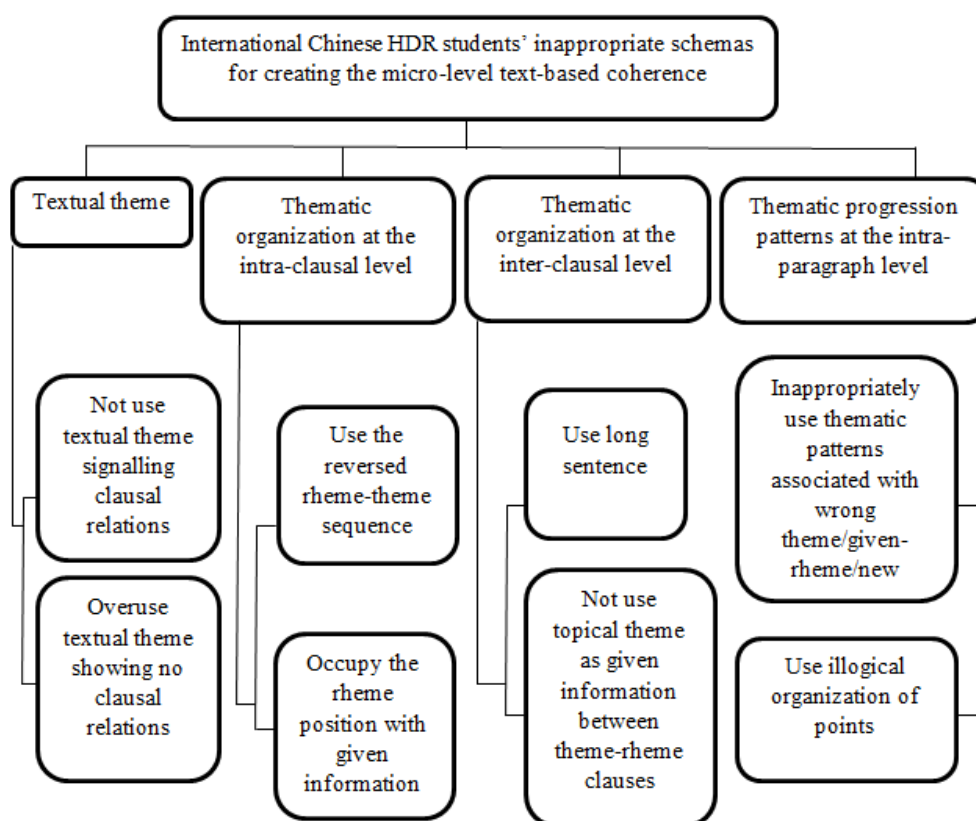 International Chinese HDR students' inappropriate schemas
for creating the micro-level text-based coherence
Textual theme
Thematic
organization at the
intra-clausal level
Thematic
organization at the
inter-clausal level
Thematic progression
patterns at the intra-
paragraph level
Not use
textual theme
signalling
clausal
relations
Overuse
textual theme
showing no
clausal
relations
Use the
reversed
rheme-theme
sequence
Occupy the
rheme
position with
given
information
Use long
sentence
Not use
topical theme
as given
information
between
theme-rheme
clauses
Inappropriately
use thematic
patterns
associated with
wrong
theme/given-
rheme/new
Use illogical
organization of
points